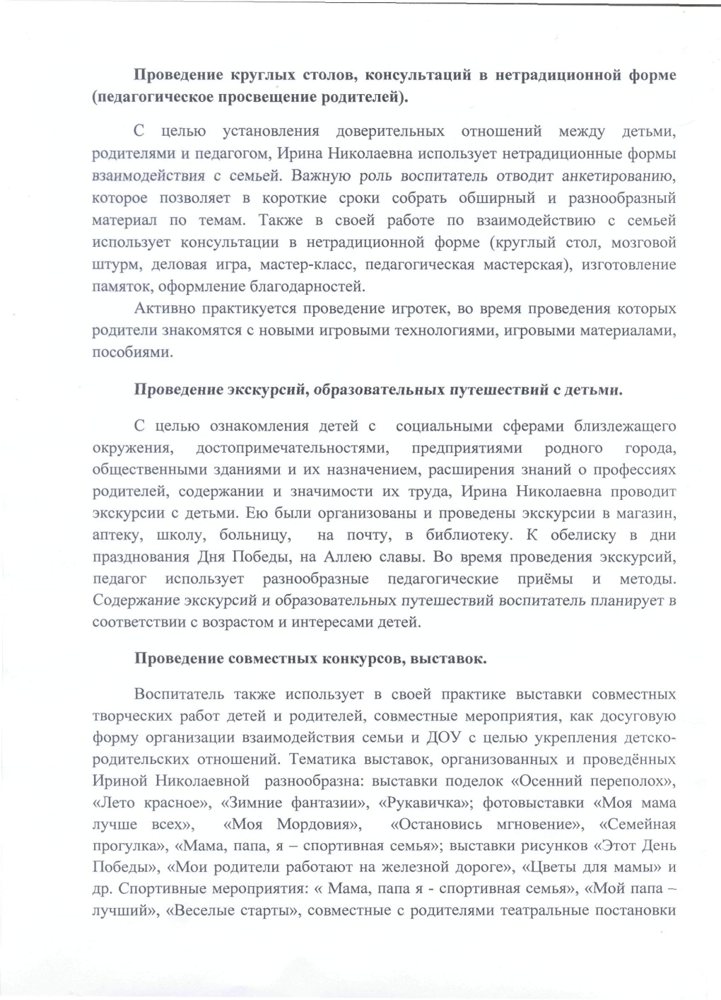 Проведение круглых столов, консультаций в нетрадиционной форме
(педагогическое просвещение родителей).
С целью установления доверительных отношений между детьми,
родителями и педагогом, Ирина Николаевна использует нетрадиционные формы
взаимодействия с семьей. Важную роль воспитатель отводит анкетированию,
которое позволяет в короткие сроки собрать обширный и разнообразный
материал по темам. Также в своей работе по взаимодействию с семьей
использует консультации в нетрадиционной форме (круглый стол, мозговой
штурм, деловая игра, мастер-класс, педагогическая мастерская), изготовление
памяток, оформление благодарностей.
Активно практикуется проведение игротек, во время проведения которых
родители знакомятся с новыми игровыми технологиями, игровыми материалами,
пособиями.
Проведение экскурсий, образовательных путешествий с детьми.
С целью ознакомления детей с социальными сферами близлежащего
окружения, достопримечательностями, предприятиями родного города,
общественными зданиями и их назначением, расширения знаний о профессиях
родителей, содержании и значимости их труда, Ирина Николаевна проводит
экскурсии с детьми. Ею были организованы и проведены экскурсии в магазин,
аптеку, школу, больницу, на почту, в библиотеку. К обелиску в дни
празднования Дня Победы, на Аллею славы. Во время проведения экскурсий,
педагог использует разнообразные педагогические приёмы и методы.
Содержание экскурсий и образовательных путешествий воспитатель планирует в
соответствии с возрастом и интересами детей.
Проведение совместных конкурсов, выставок.
Воспитатель также использует в своей практике выставки совместных
творческих работ детей и родителей, совместные мероприятия, как досуговую
форму организации взаимодействия семьи и ДОУ с целью укрепления детско-
родительских отношений. Тематика выставок, организованных и проведённых
Ириной Николаевной разнообразна: выставки поделок «Осенний переполох»,
«Лето красное», «Зимние фантазии», «Рукавичка»; фотовыставки «Моя мама
лучше всех», «Моя Мордовия», «Остановись мгновение», «Семейная
прогулка», «Мама, папа, я – спортивная семья»; выставки рисунков «Этот День
Победы», «Мои родители работают на железной дороге», «Цветы для мамы» и
др. Спортивные мероприятия: « Мама, папа я - спортивная семья», «Мой папа –
лучший», «Веселые старты», совместные с родителями театральные постановки